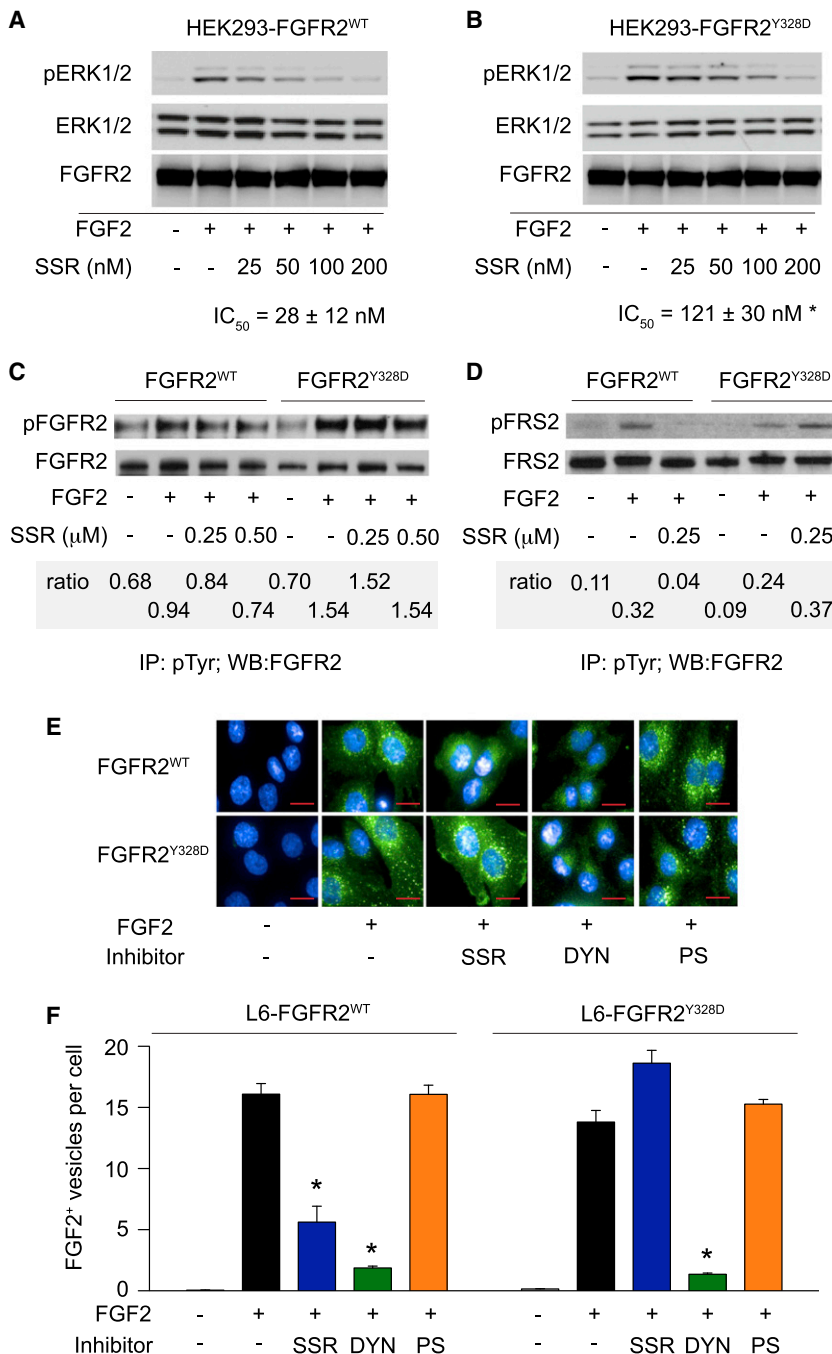 A
HEK293-FGFR2WT
pERK1/2
ERK1/2
FGFR2
FGF2 - + + + + +
SSR (nM) - - 25 50 100 200
IC50 = 28 ± 12 nM
B
HEK293-FGFR2Y328D
pERK1/2
ERK1/2
FGFR2
FGF2 - + + + + +
SSR (nM) - - 25 50 100 200
IC50 = 121 ± 30 nM *
C
FGFR2WT FGFR2Y328D
pFGFR2
FGFR2
FGF2 - + + + - + + +
SSR (µM) - - 0.25 0.50 - - 0.25 0.50
ratio 0.68 0.84 0.70 1.52
0.94 0.74 1.54 1.54
IP: pTyr; WB:FGFR2
D
FGFR2WT FGFR2Y328D
pFRS2
FRS2
FGF2 - + + - + +
SSR (µM) - - 0.25 - - 0.25
ratio 0.11 0.04 0.24
0.32 0.09 0.37
IP: pTyr; WB:FGFR2
E
FGFR2WT
FGFR2Y328D
FGF2 - + + + +
Inhibitor - - SSR DYN PS
F
L6-FGFR2WT L6-FGFR2Y328D
FGF2+ vesicles per cell
20
15
10
5
0
* * *
FGF2 - + + + + - + + + +
Inhibitor - - SSR DYN PS - - SSR DYN PS